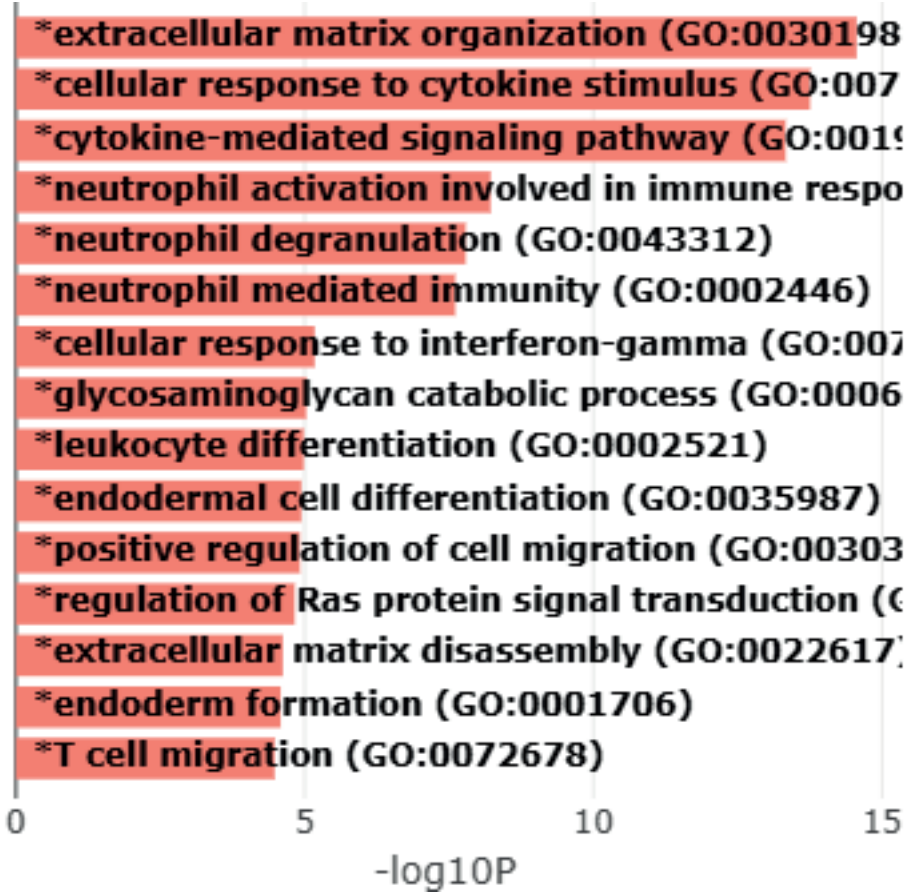 *extracellular matrix organization (GO:0030198
*cellular response to cytokine stimulus (GO:007
*cytokine-mediated signaling pathway (GO:001
*neutrophil activation involved in immune respo
*neutrophil degranulation (GO:0043312)
*neutrophil mediated immunity (GO:0002446)
*cellular response to interferon-gamma (GO:007
*glycosaminoglycan catabolic process (GO:0006
*leukocyte differentiation (GO:0002521)
*endodermal cell differentiation (GO:0035987)
*positive regulation of cell migration (GO:00303
*regulation of Ras protein signal transduction (
*extracellular matrix disassembly (GO:0022617)
*endoderm formation (GO:0001706)
*T cell migration (GO:0072678)
0 5 10 15
-log10P